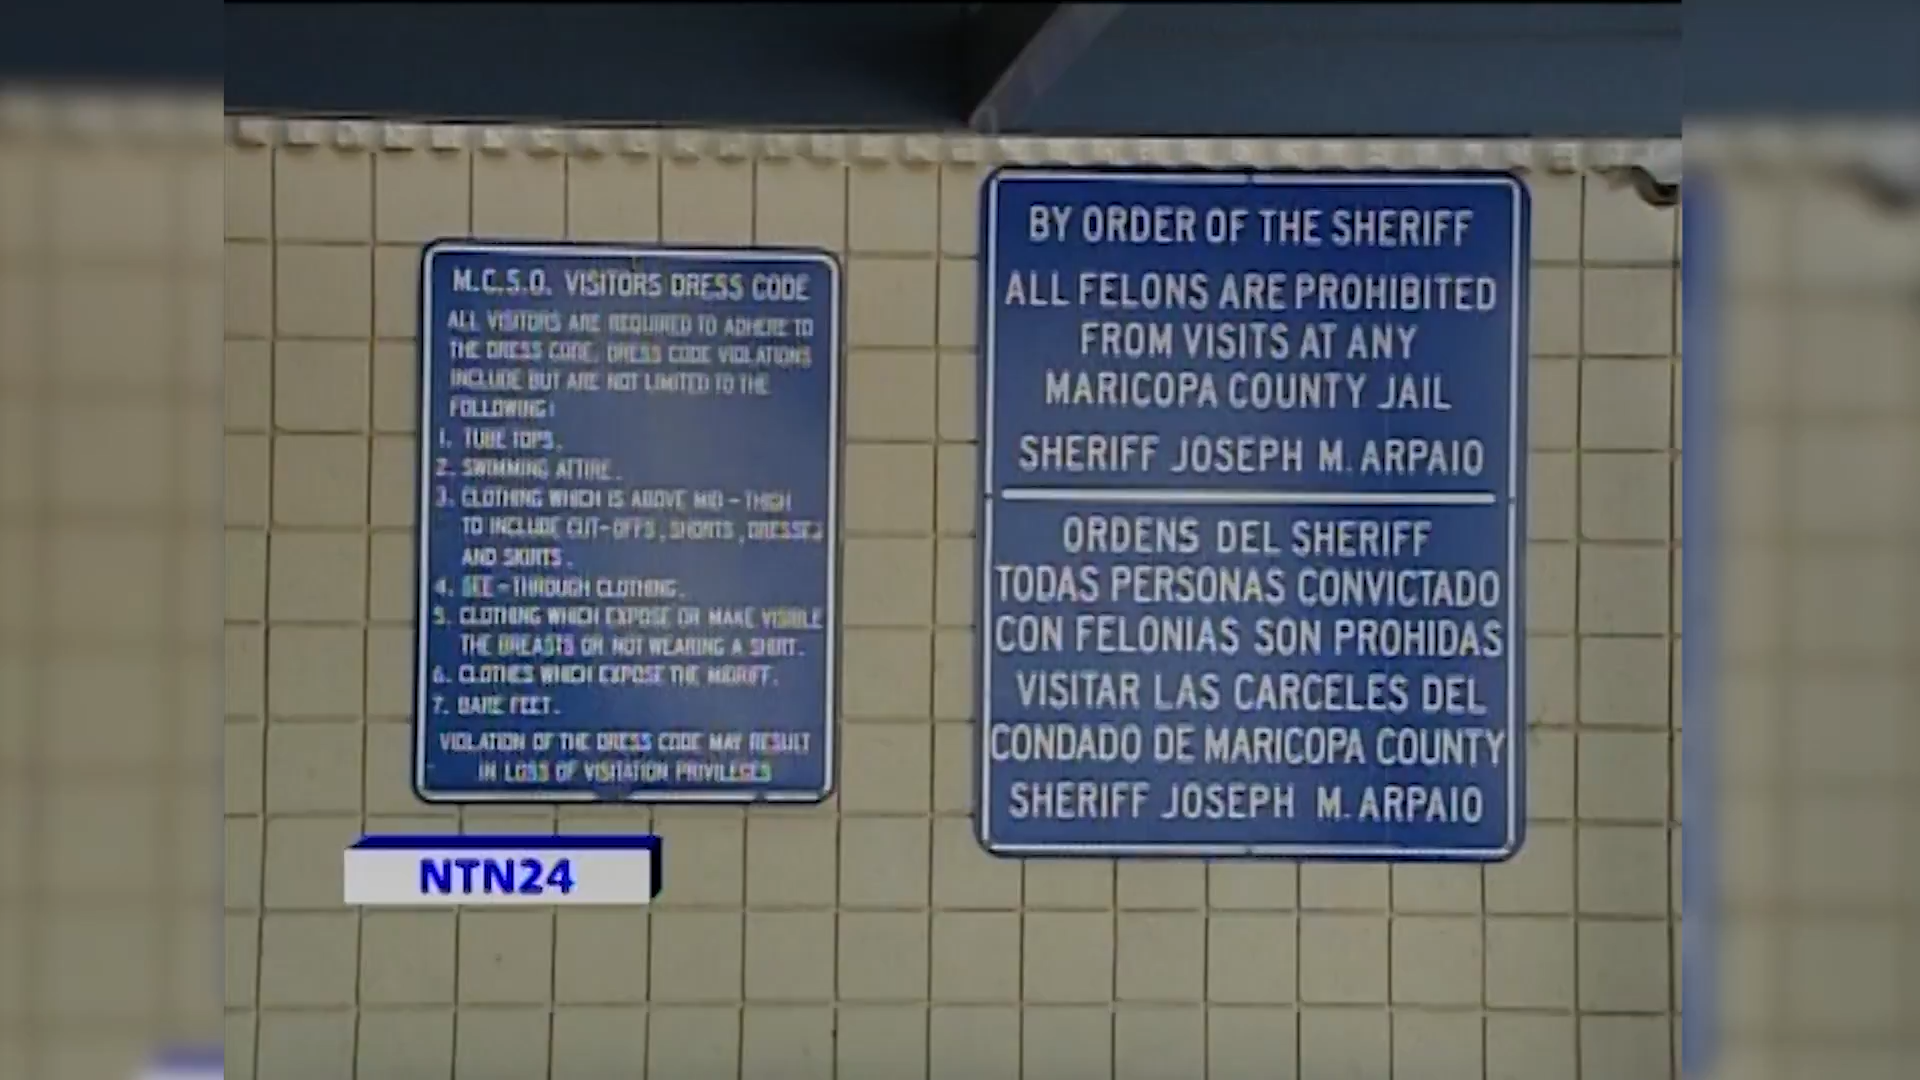 M.C.S.O. VISITORS DRESS CODE
ALL VISITORS ARE REQUIRED TO ADHERE TO
THE DRESS CODE. DRESS CODE VIOLATIONS
INCLUDE BUT ARE NOT LIMITED TO THE
FOLLOWING:
1. TUBE TOPS.
2. SWIMMING ATTIRE.
3. CLOTHING WHICH IS ABOVE MID-THIGH
TO INCLUDE CUT-OFFS, SHORTS, DRESSES
AND SKIRTS.
4. SEE-THROUGH CLOTHING.
5. CLOTHING WHICH EXPOSE OR MAKE VISIBLE
THE BREASTS OR NOT WEARING A SHIRT.
6. CLOTHES WHICH EXPOSE THE MIDRIFF.
7. BARE FEET.
VIOLATION OF THE DRESS CODE MAY RESULT
IN LOSS OF VISITATION PRIVILEGES
BY ORDER OF THE SHERIFF
ALL FELONS ARE PROHIBITED
FROM VISITS AT ANY
MARICOPA COUNTY JAIL
SHERIFF JOSEPH M. ARPAIO
ORDENS DEL SHERIFF
TODAS PERSONAS CONVICTADO
CON FELONIAS SON PROHIDAS
VISITAR LAS CARCELES DEL
CONDADO DE MARICOPA COUNTY
SHERIFF JOSEPH M. ARPAIO
NTN24